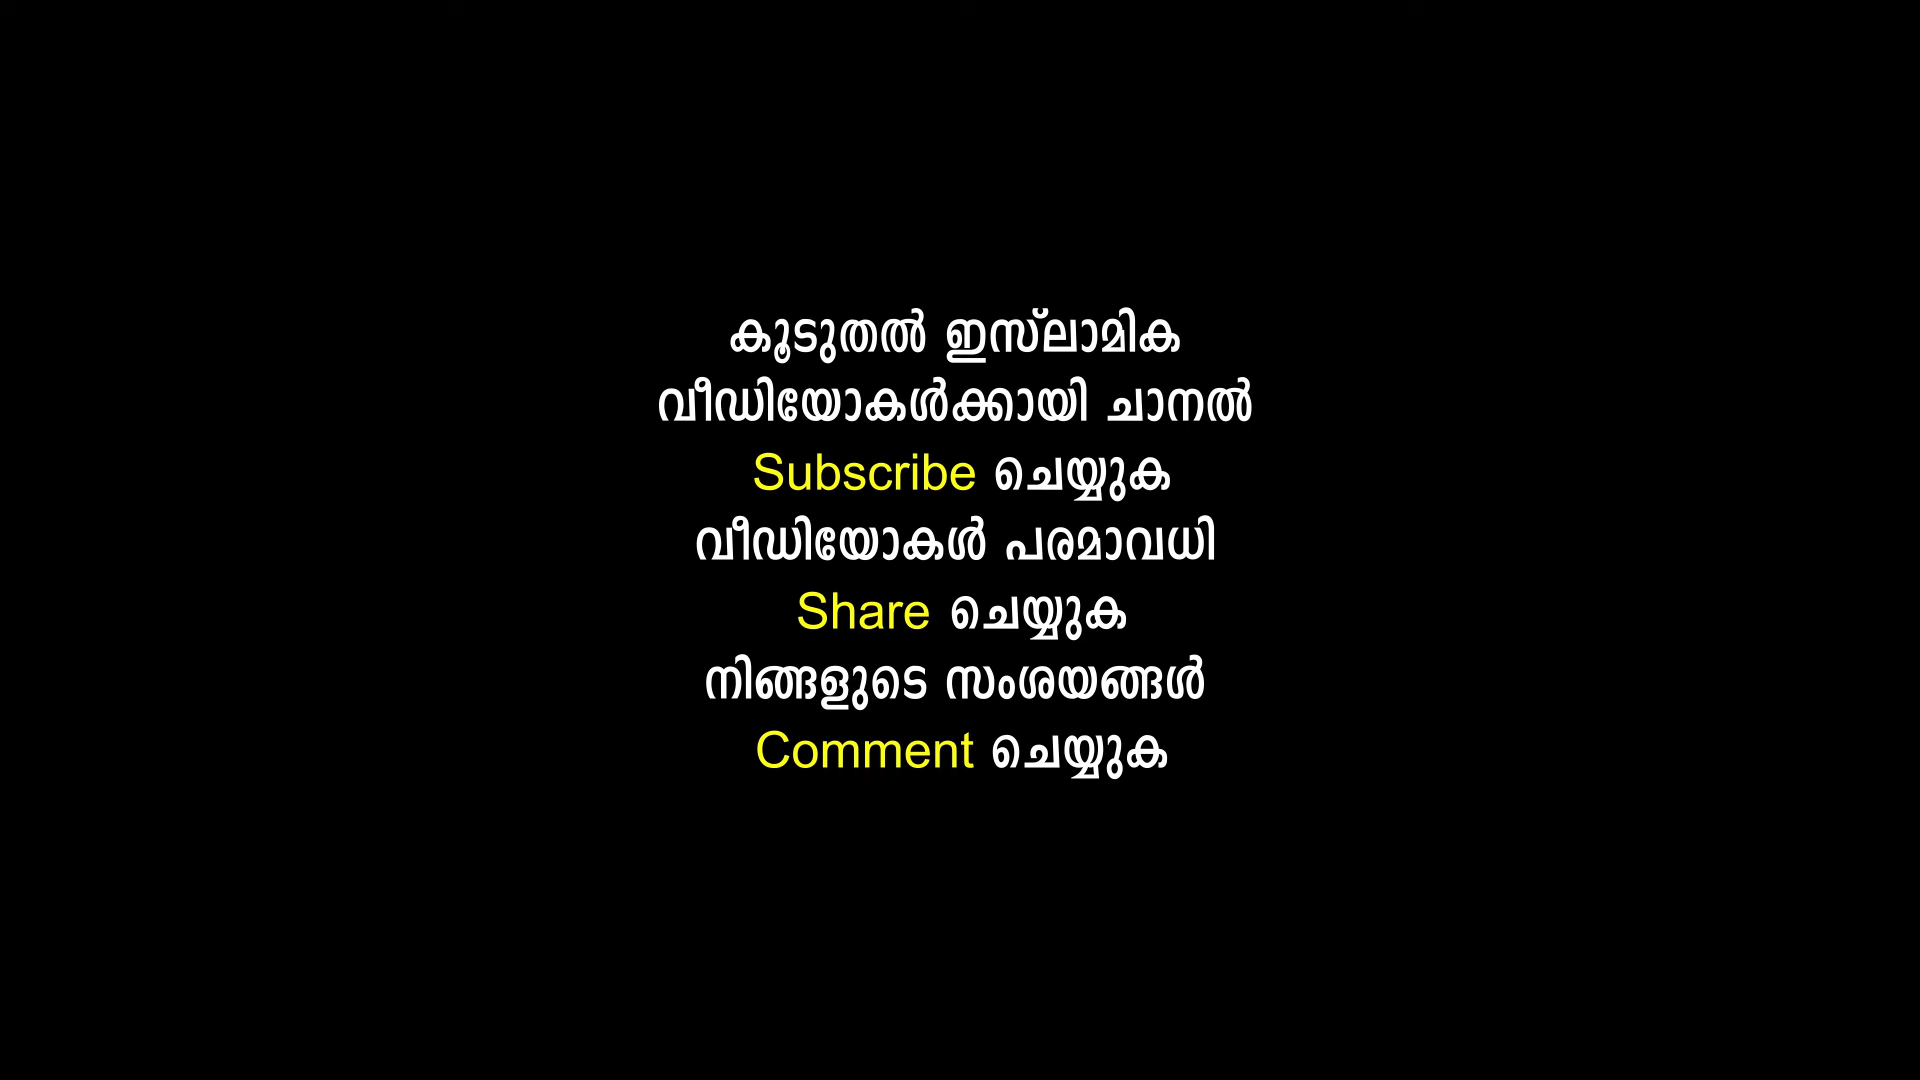 കൂടുതൽ ഇസ്‌ലാമിക
വീഡിയോകൾക്കായി ചാനൽ
Subscribe ചെയ്യുക
വീഡിയോകൾ പരമാവധി
Share ചെയ്യുക
നിങ്ങളുടെ സംശയങ്ങൾ
Comment ചെയ്യുക